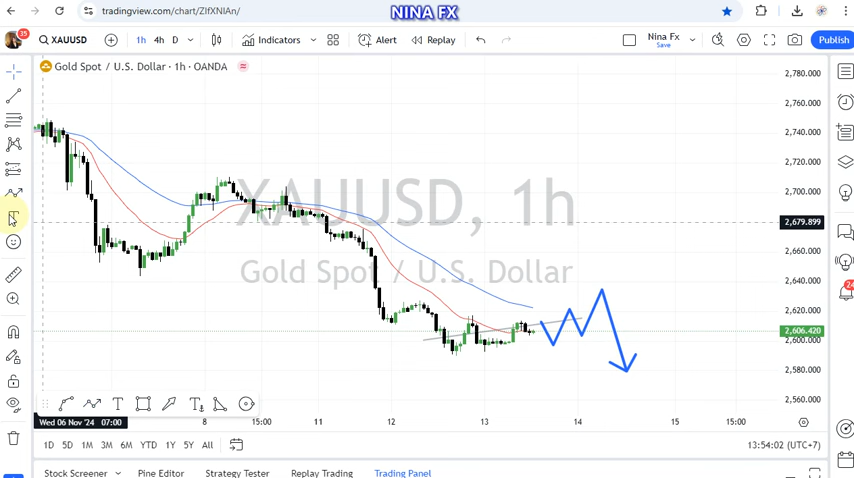 NINA FX
tradingview.com/chart/ZIfXNIAn/
35
XAUUSD 1h 4h D Indicators Alert Replay Nina Fx Save Publish
Gold Spot / U.S. Dollar · 1h · OANDA
XAUUSD, 1h
Gold Spot / U.S. Dollar
2,780.000
2,760.000
2,740.000
2,720.000
2,700.000
2,679.899
2,660.000
2,640.000
2,620.000
2,606.420
2,600.000
2,580.000
2,560.000
24
Wed 06 Nov '24 07:00 8 15:00 11 12 13 14 15 15:00
1D 5D 1M 3M 6M YTD 1Y 5Y All 13:54:02 (UTC+7)
Stock Screener Pine Editor Strategy Tester Replay Trading Trading Panel